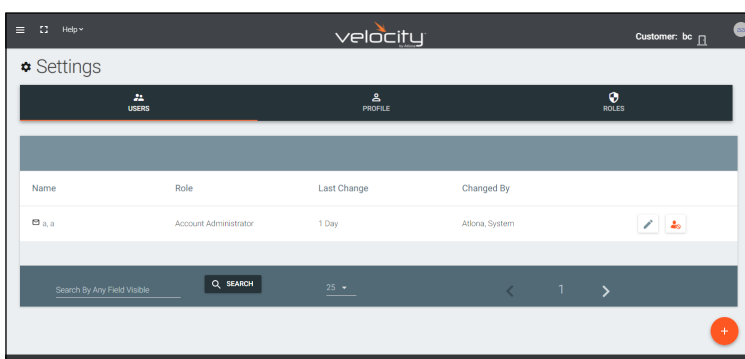 Help
velocity
by Atlona
Customer: bc
Settings
USERS
PROFILE
ROLES
Name Role Last Change Changed By
a, a Account Administrator 1 Day Atlona, System
Search By Any Field Visible SEARCH 25 1